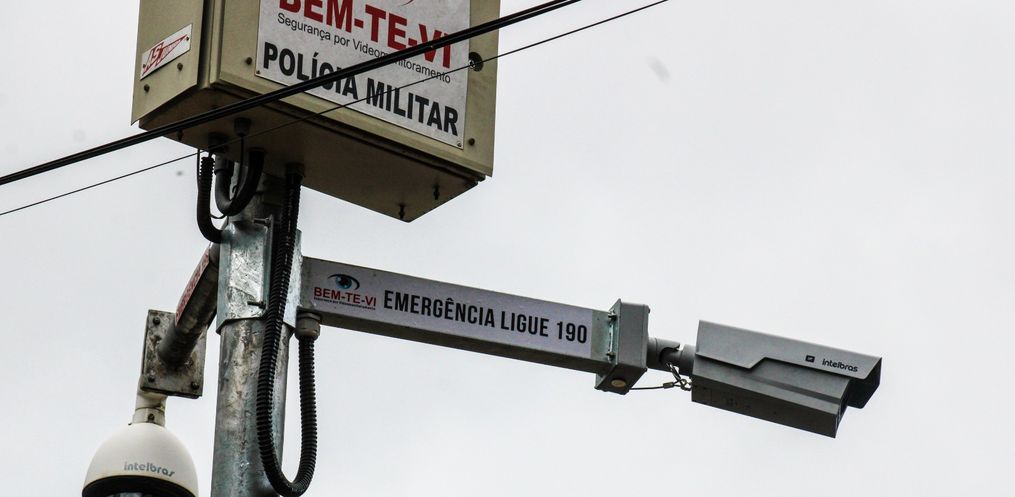 BEM-TE-VI
Segurança por Videomonitoramento
POLÍCIA MILITAR
BEM-TE-VI
EMERGÊNCIA LIGUE 190
intelbras
intelbras